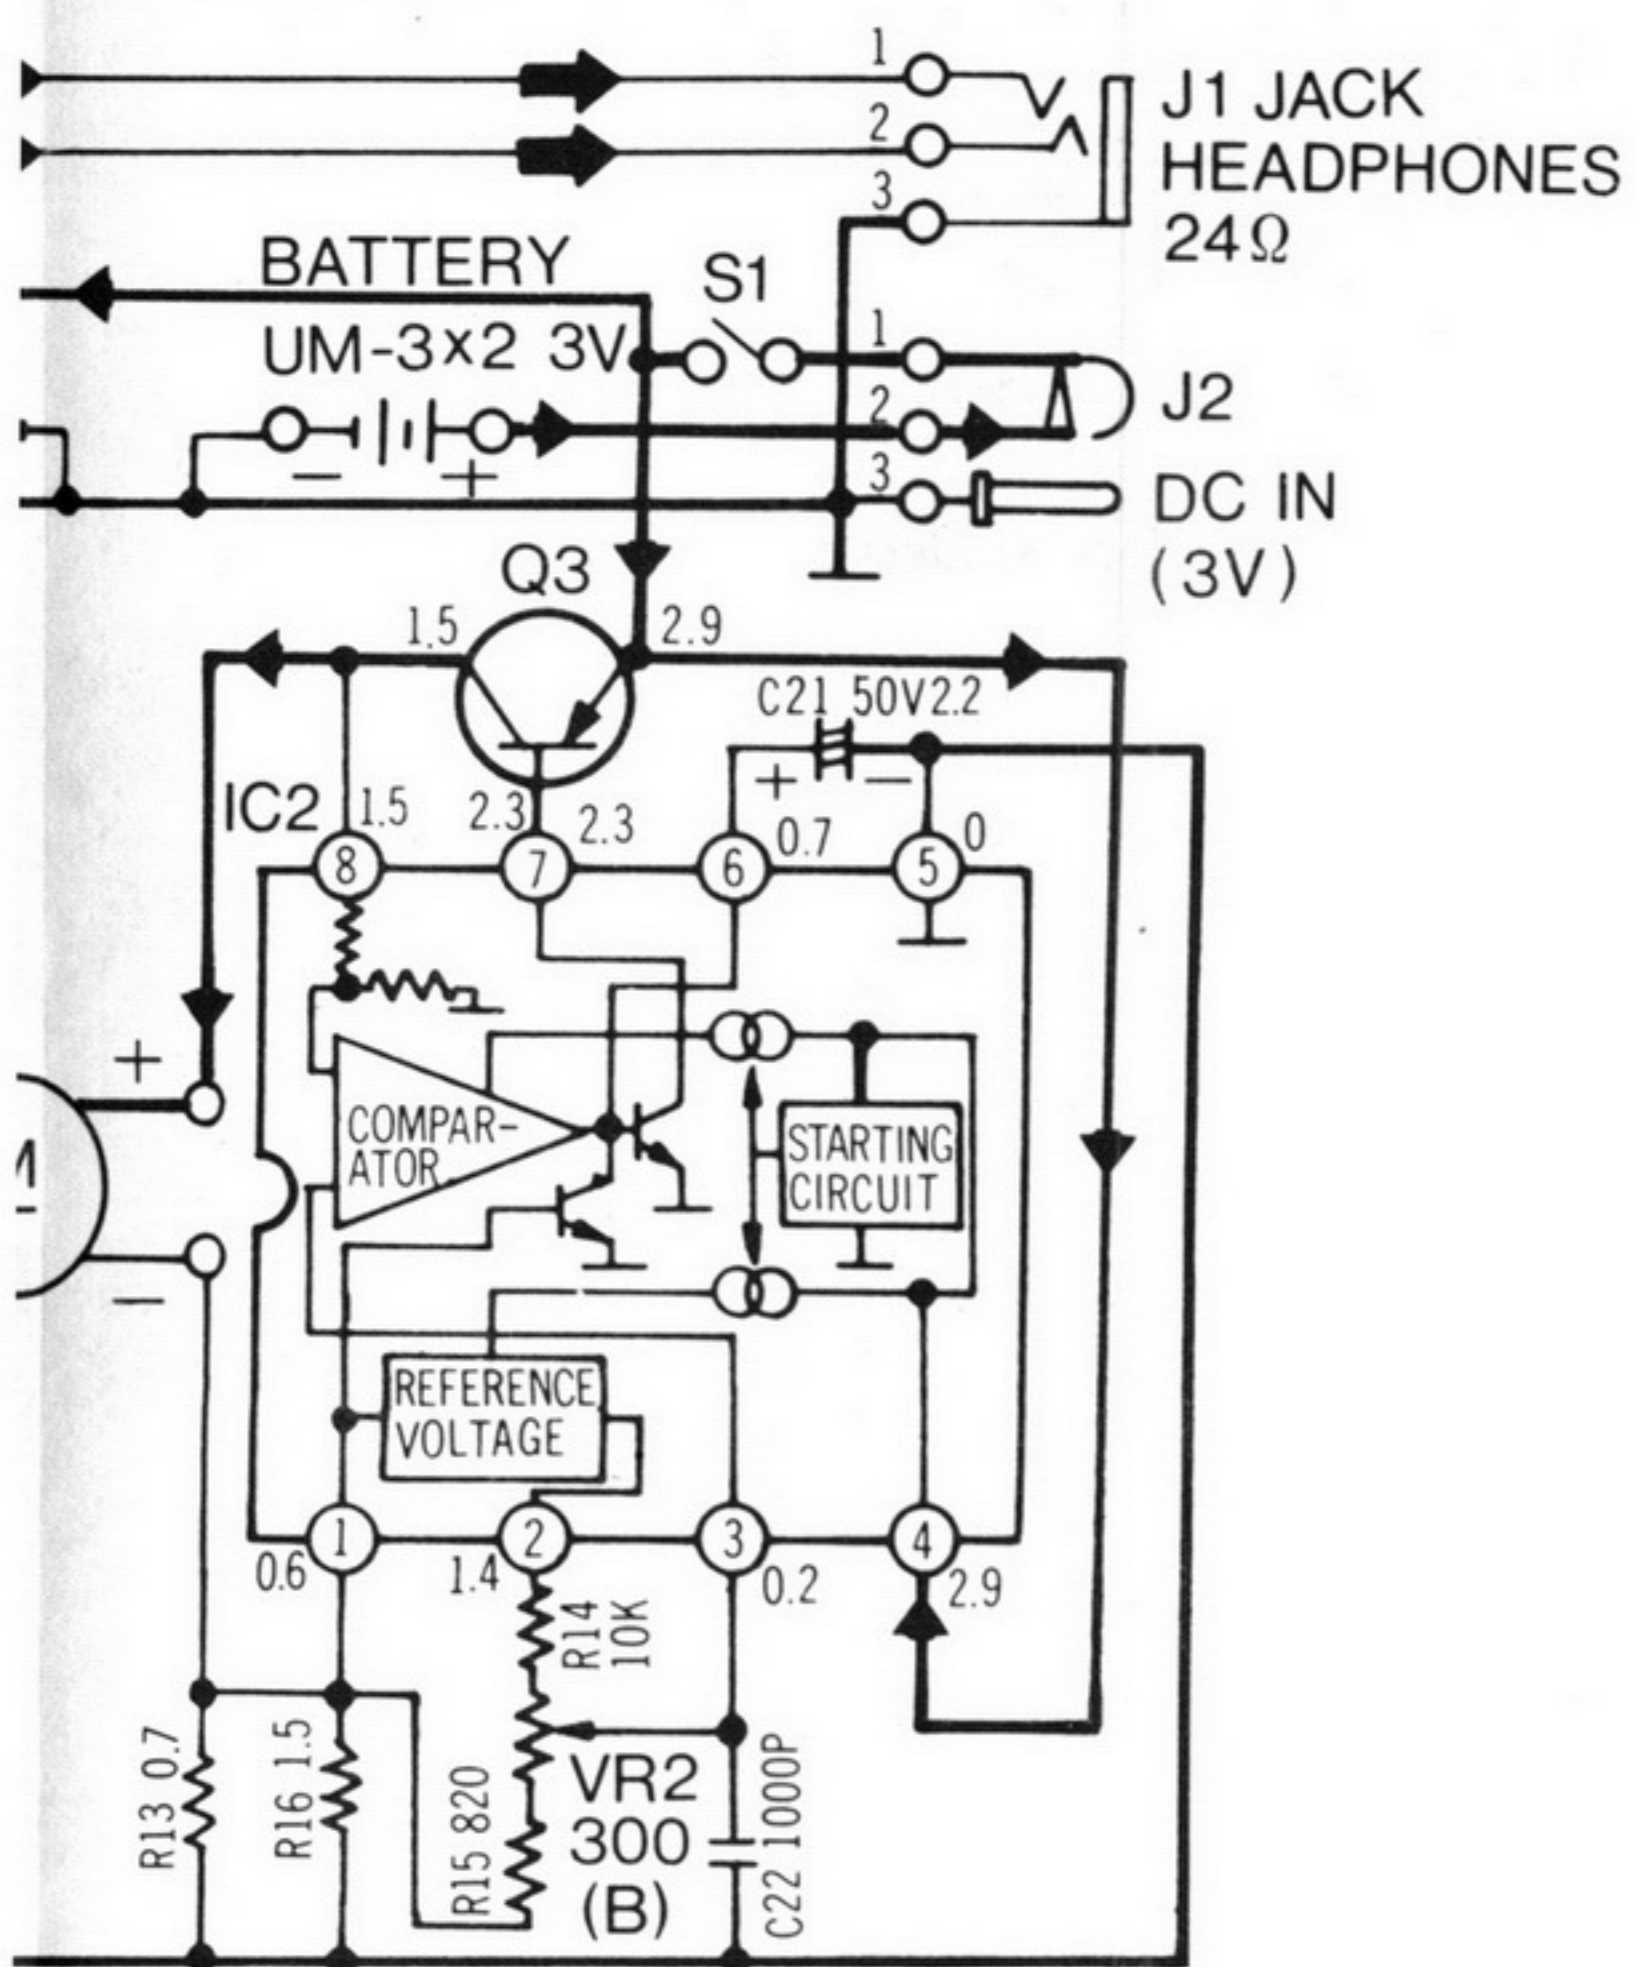 1
J1 JACK
2
HEADPHONES
3
24Ω
BATTERY
S1
UM-3×2 3V
1
2
J2
− +
3
DC IN
(3V)
Q3
1.5
2.9
C21 50V2.2
+ −
IC2
1.5
2.3
2.3
0.7
0
8
7
6
5
+
COMPAR-
ATOR
STARTING
CIRCUIT
−
REFERENCE
VOLTAGE
1
2
3
4
0.6
1.4
0.2
2.9
R14
10K
R13 0.7
R16 1.5
R15 820
VR2
300
(B)
C22 1000P